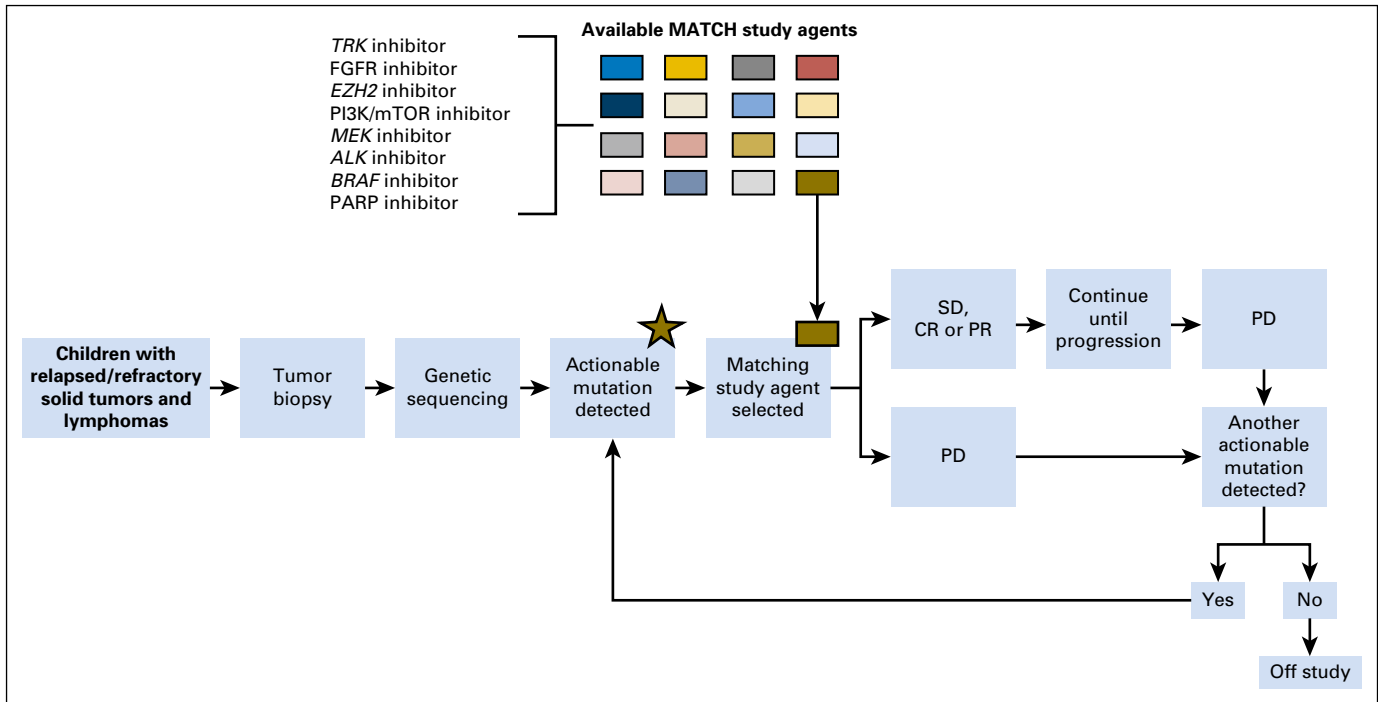 Available MATCH study agents
TRK inhibitor
FGFR inhibitor
EZH2 inhibitor
PI3K/mTOR inhibitor
MEK inhibitor
ALK inhibitor
BRAF inhibitor
PARP inhibitor
Children with
relapsed/refractory
solid tumors and
lymphomas
Tumor
biopsy
Genetic
sequencing
Actionable
mutation
detected
Matching
study agent
selected
SD,
CR or PR
Continue
until
progression
PD
PD
Another
actionable
mutation
detected?
Yes
No
Off study